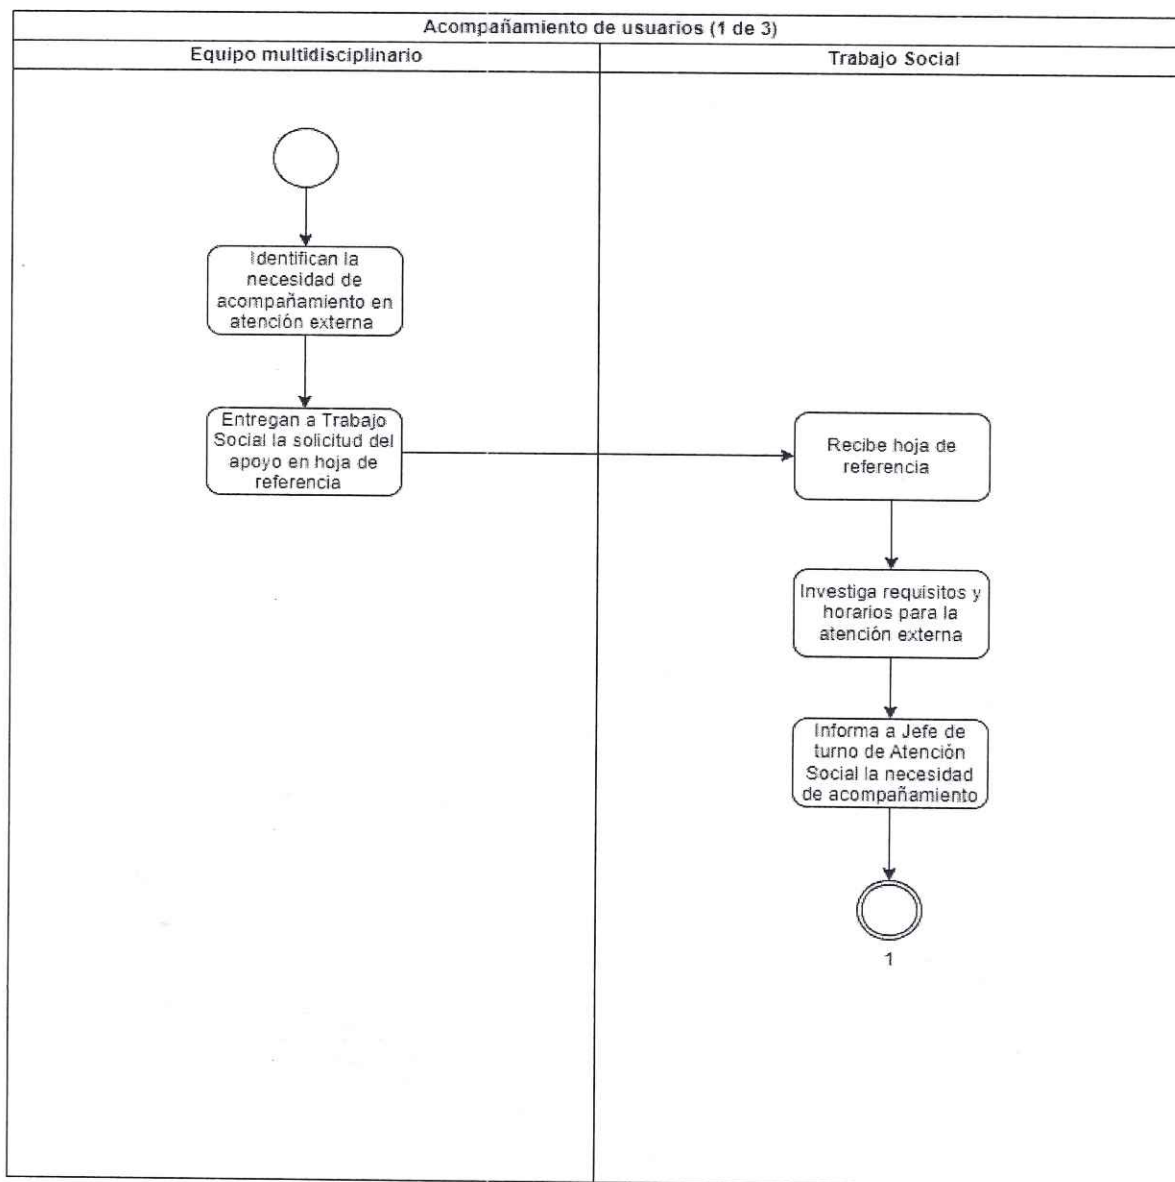 Acompañamiento de usuarios (1 de 3)
Equipo multidisciplinario
Trabajo Social
Identifican la
necesidad de
acompañamiento en
atención externa
Entregan a Trabajo
Social la solicitud del
apoyo en hoja de
referencia
Recibe hoja de
referencia
Investiga requisitos y
horarios para la
atención externa
Informa a Jefe de
turno de Atención
Social la necesidad
de acompañamiento
1